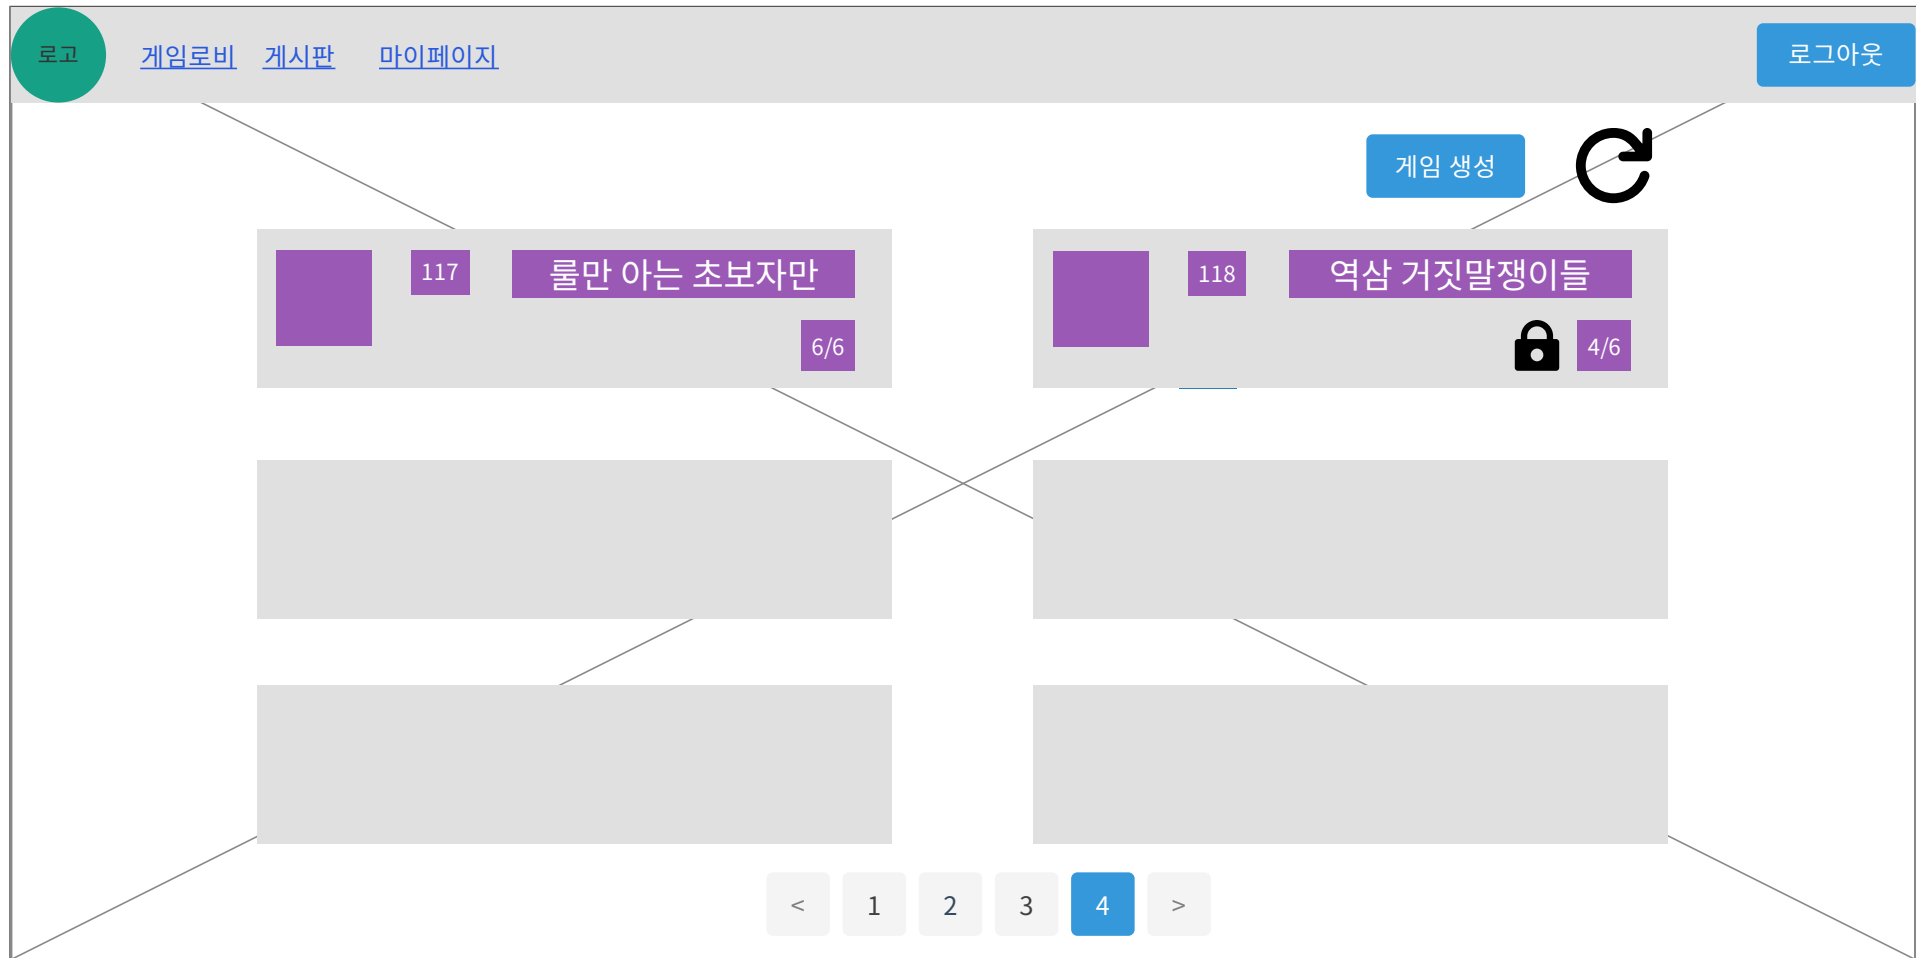 로고 게임로비 게시판 마이페이지 로그아웃
게임 생성
117 룰만 아는 초보자만
6/6
118 역삼 거짓말쟁이들
4/6
< 1 2 3 4 >